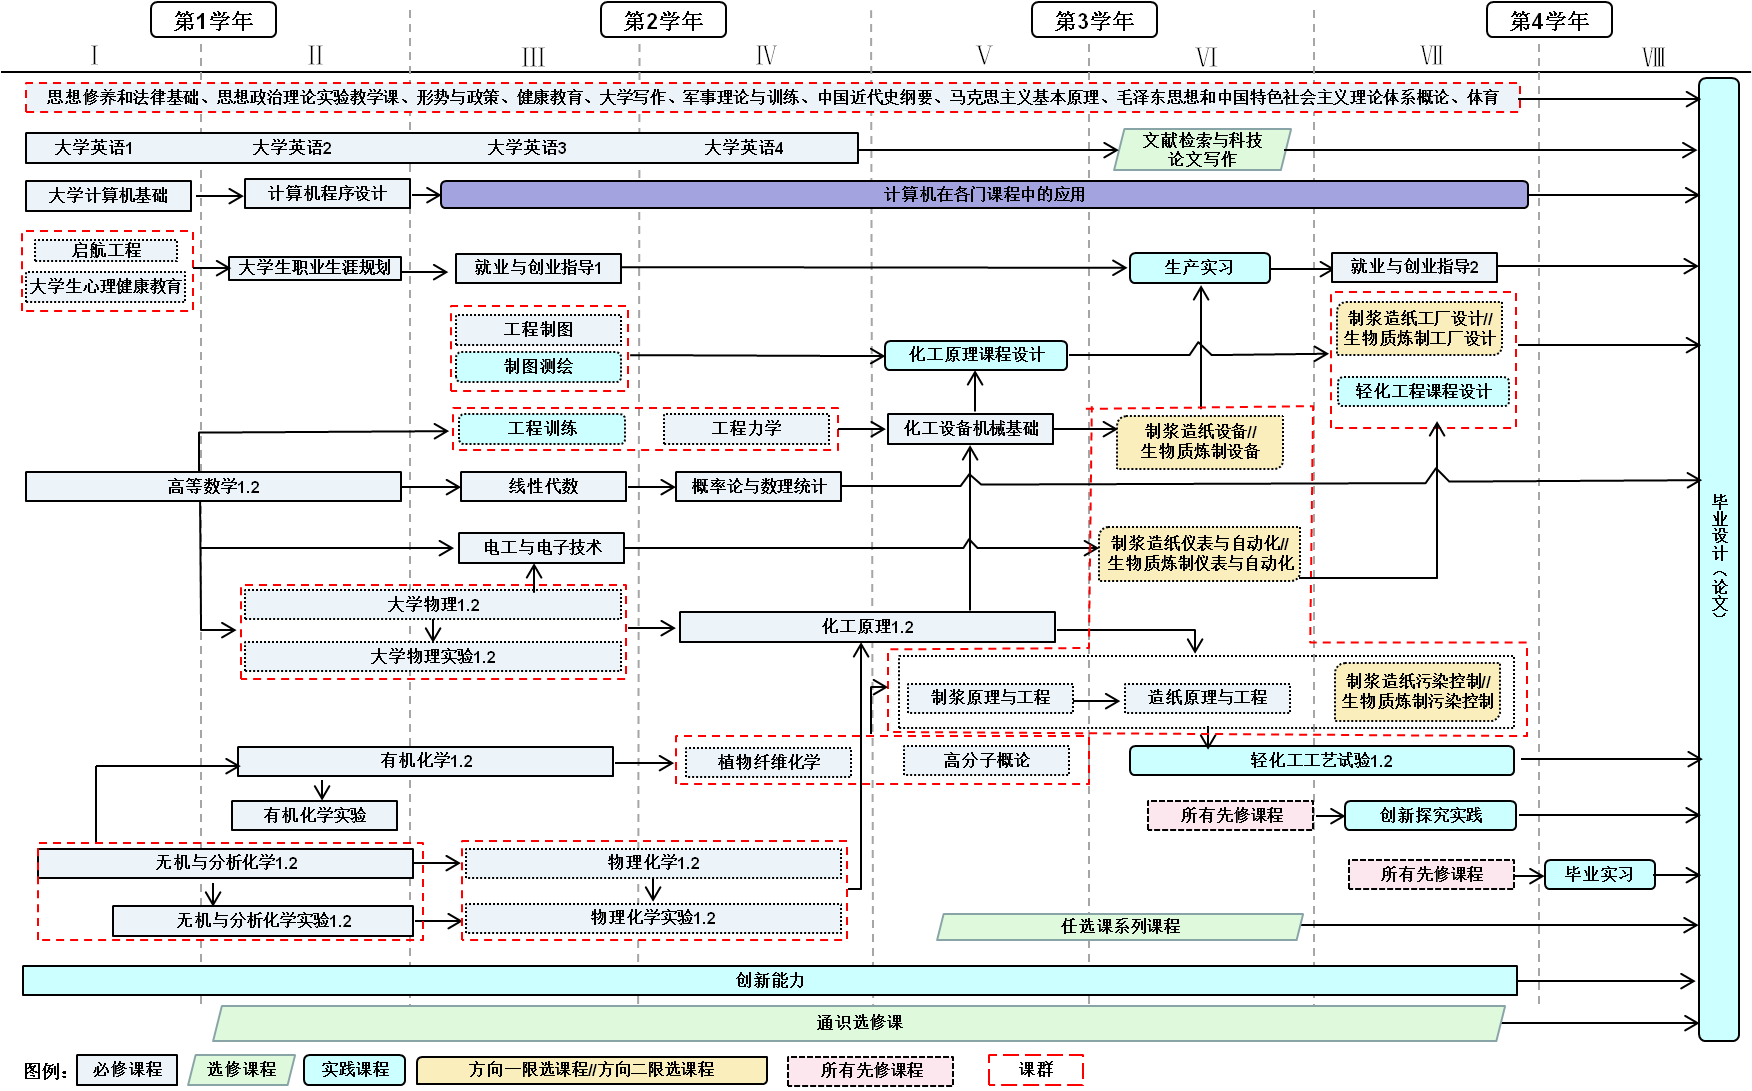 第1学年 第2学年 第3学年 第4学年
I II III IV V VI VII VIII
思想修养和法律基础、思想政治理论实验教学课、形势与政策、健康教育、大学写作、军事理论与训练、中国近代史纲要、马克思主义基本原理、毛泽东思想和中国特色社会主义理论体系概论、体育
大学英语1 大学英语2 大学英语3 大学英语4
文献检索与科技
论文写作
大学计算机基础 计算机程序设计 计算机在各门课程中的应用
启航工程
大学生心理健康教育
大学生职业生涯规划 就业与创业指导1 生产实习 就业与创业指导2
工程制图
制图测绘
化工原理课程设计
制浆造纸工厂设计//
生物质炼制工厂设计
轻化工程课程设计
工程训练 工程力学 化工设备机械基础
制浆造纸设备//
生物质炼制设备
高等数学1.2 线性代数 概率论与数理统计
电工与电子技术
制浆造纸仪表与自动化//
生物质炼制仪表与自动化
毕业设计（论文）
大学物理1.2
大学物理实验1.2
化工原理1.2
制浆原理与工程 造纸原理与工程
制浆造纸污染控制//
生物质炼制污染控制
有机化学1.2 植物纤维化学 高分子概论 轻化工工艺试验1.2
有机化学实验 所有先修课程 创新探究实践
无机与分析化学1.2 物理化学1.2 所有先修课程 毕业实习
无机与分析化学实验1.2 物理化学实验1.2 任选课系列课程
创新能力
通识选修课
图例： 必修课程 选修课程 实践课程 方向一限选课程//方向二限选课程 所有先修课程 课群